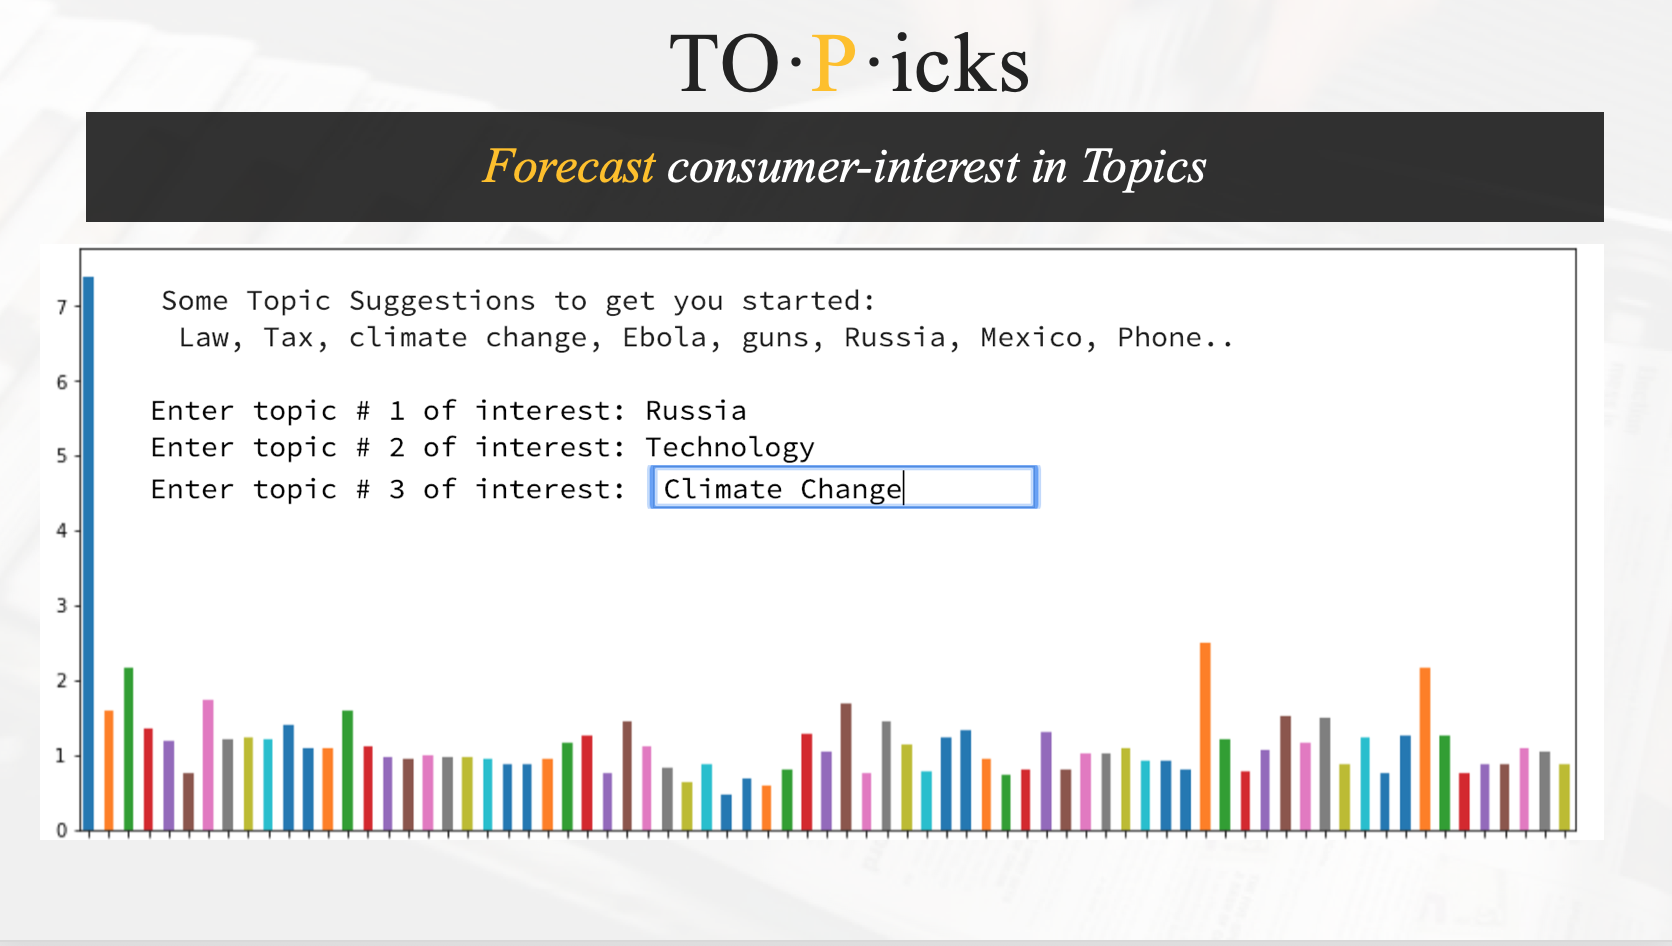 TO·P·icks
Forecast consumer-interest in Topics
Some Topic Suggestions to get you started:
Law, Tax, climate change, Ebola, guns, Russia, Mexico, Phone..
Enter topic # 1 of interest: Russia
Enter topic # 2 of interest: Technology
Enter topic # 3 of interest: Climate Change
7
6
5
4
3
2
1
0